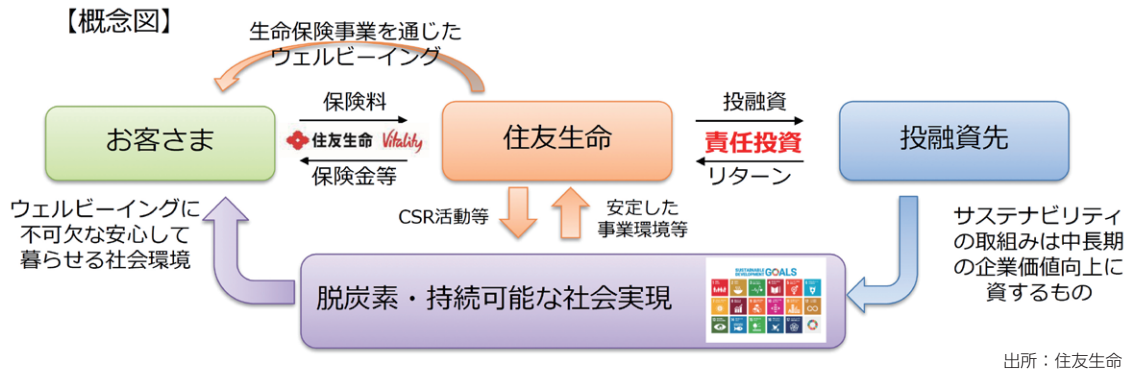 【概念図】
生命保険事業を通じた
ウェルビーイング
お客さま
保険料
住友生命 Vitality
保険金等
住友生命
投融資
責任投資
リターン
投融資先
CSR活動等
安定した
事業環境等
ウェルビーイングに
不可欠な安心して
暮らせる社会環境
サステナビリティ
の取組みは中長期
の企業価値向上に
資するもの
脱炭素・持続可能な社会実現
SUSTAINABLE
DEVELOPMENT GOALS
出所：住友生命